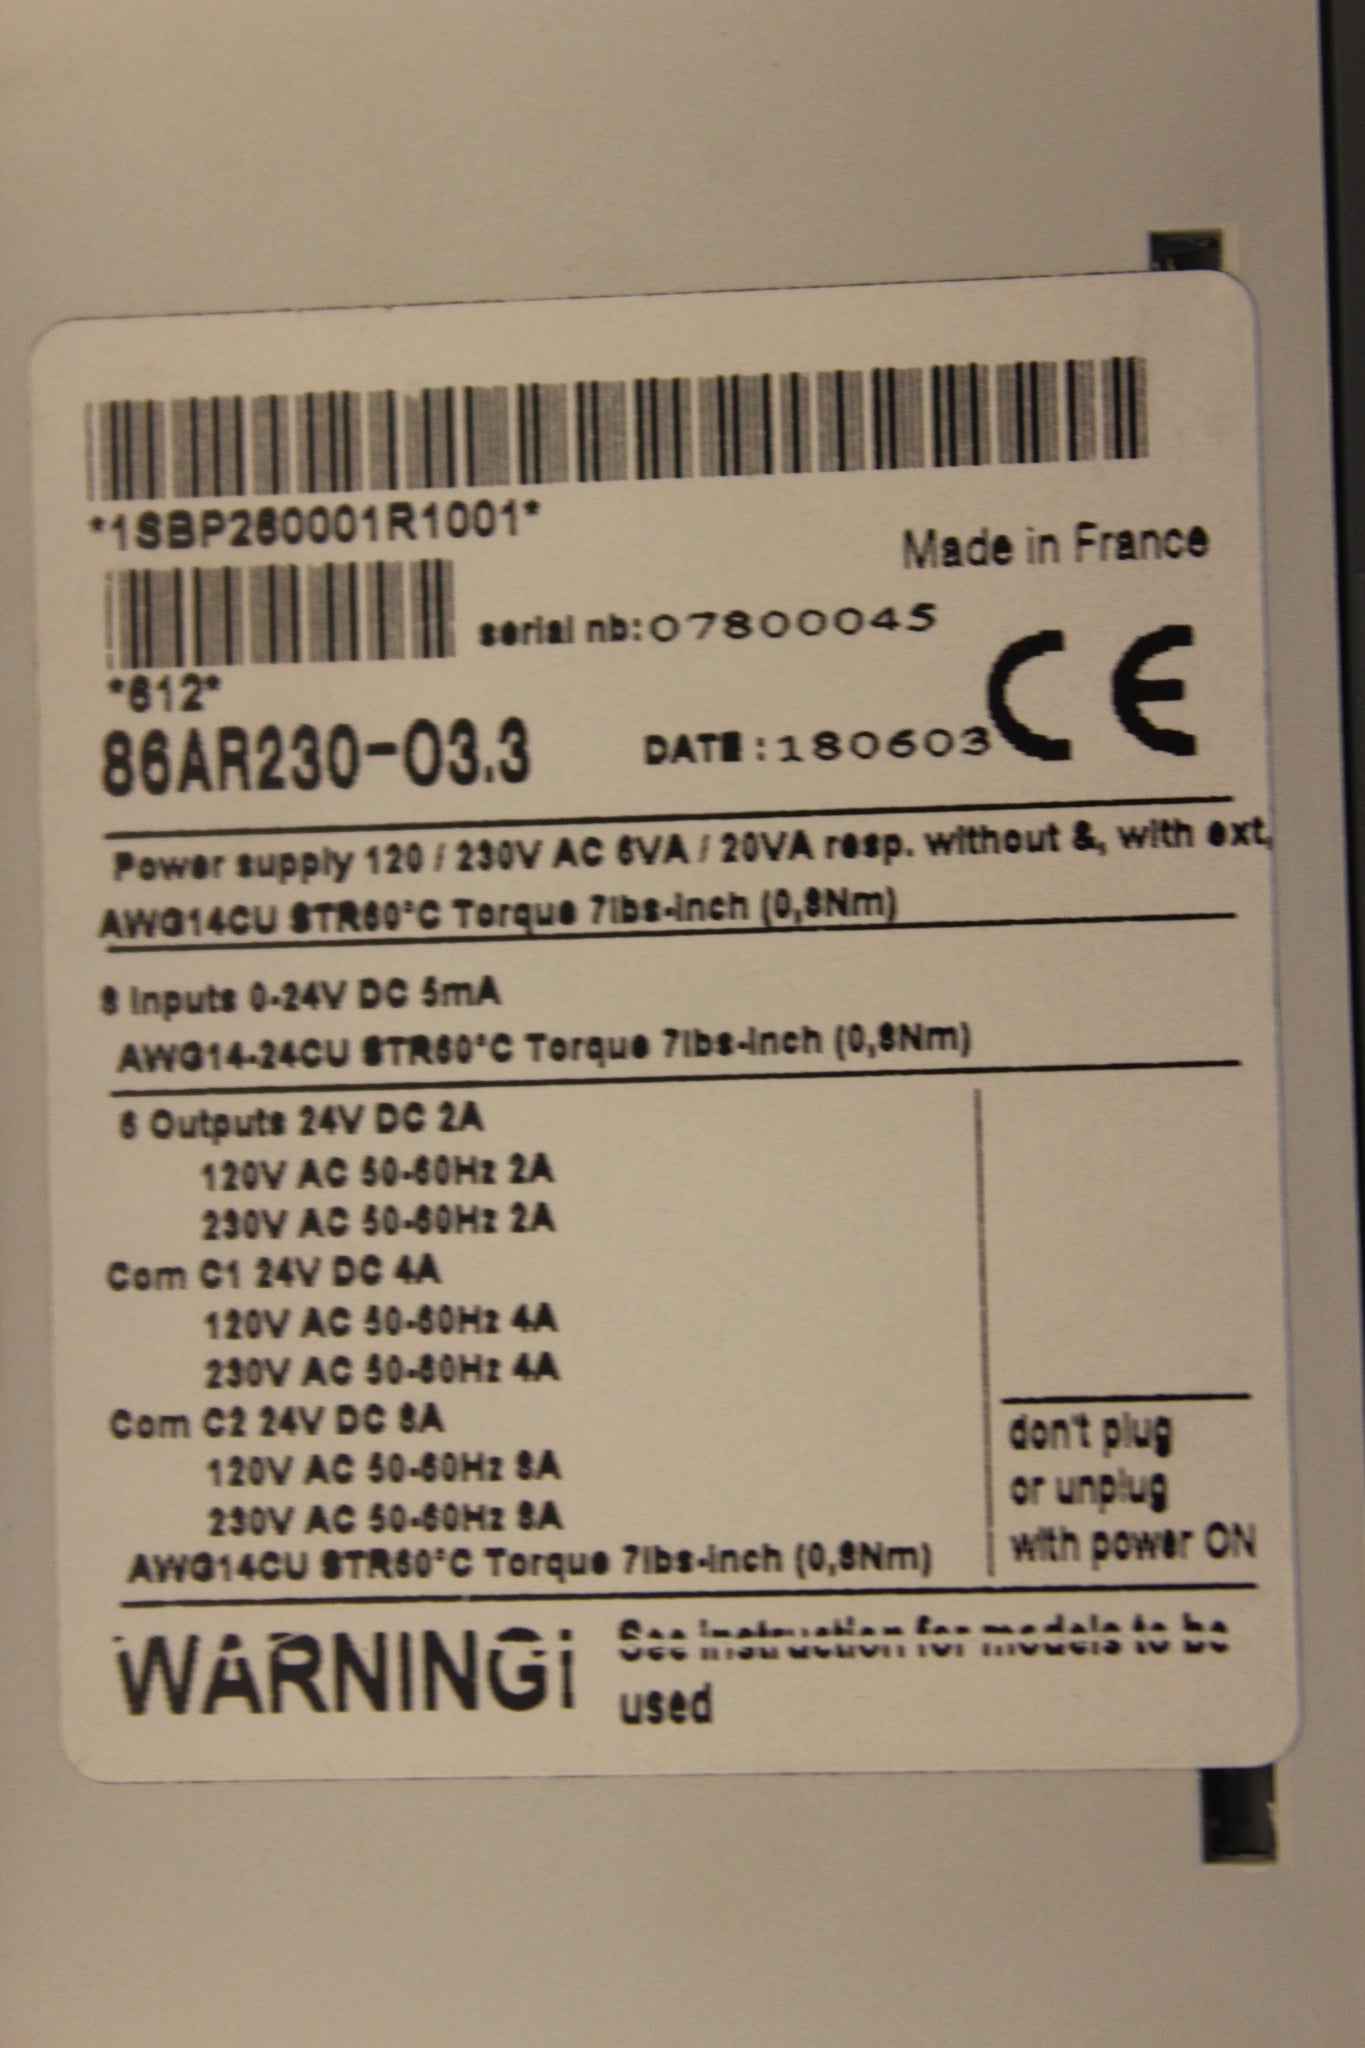 *1SBP260001R1001*
Made in France
serial nb:07800045
*612*
CE
86AR230-03.3 DATE:180603
Power supply 120 / 230V AC 6VA / 20VA resp. without &, with ext,
AWG14CU STR60°C Torque 7lbs-inch (0,8Nm)
8 Inputs 0-24V DC 5mA
AWG14-24CU STR60°C Torque 7lbs-inch (0,8Nm)
6 Outputs 24V DC 2A
120V AC 50-60Hz 2A
230V AC 50-60Hz 2A
Com C1 24V DC 4A
120V AC 50-60Hz 4A
230V AC 50-60Hz 4A
Com C2 24V DC 8A
120V AC 50-60Hz 8A
230V AC 50-60Hz 8A
AWG14CU STR60°C Torque 7lbs-inch (0,8Nm)
don't plug
or unplug
with power ON
WARNING¡ See instruction for models to be
used